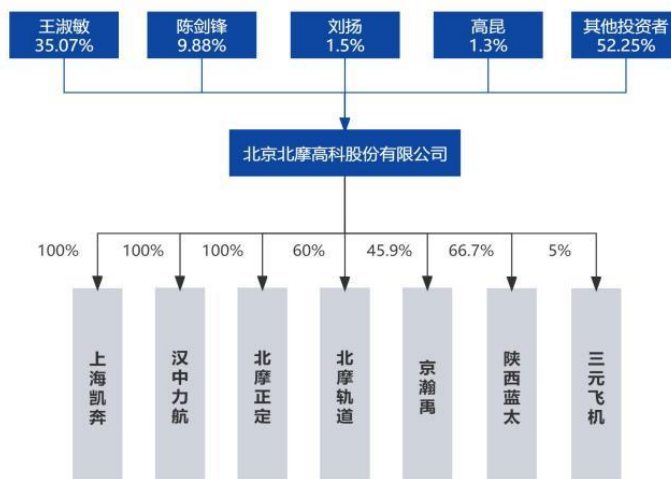 王淑敏
35.07%
陈剑锋
9.88%
刘扬
1.5%
高昆
1.3%
其他投资者
52.25%
北京北摩高科股份有限公司
100%
100%
100%
60%
45.9%
66.7%
5%
上海凯奔
汉中力航
北摩正定
北摩轨道
京瀚禹
陕西蓝太
三元飞机